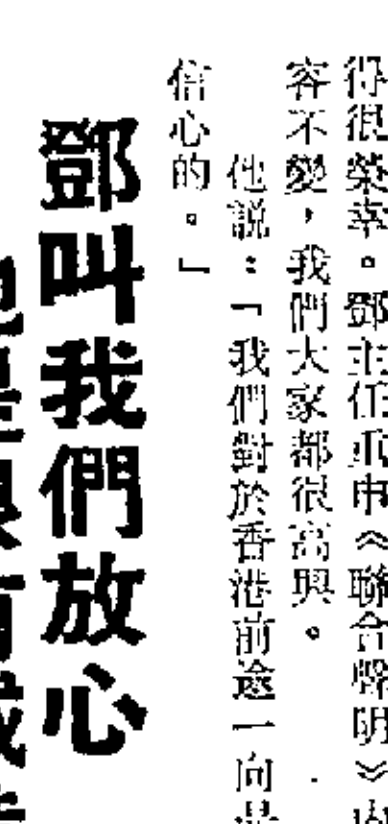 得很榮幸。鄧主任重申《聯合聲明》內
容不變，我們大家都很高興。
他說：「我們對於香港前途一向是
信心的。」
鄧叫我們放心